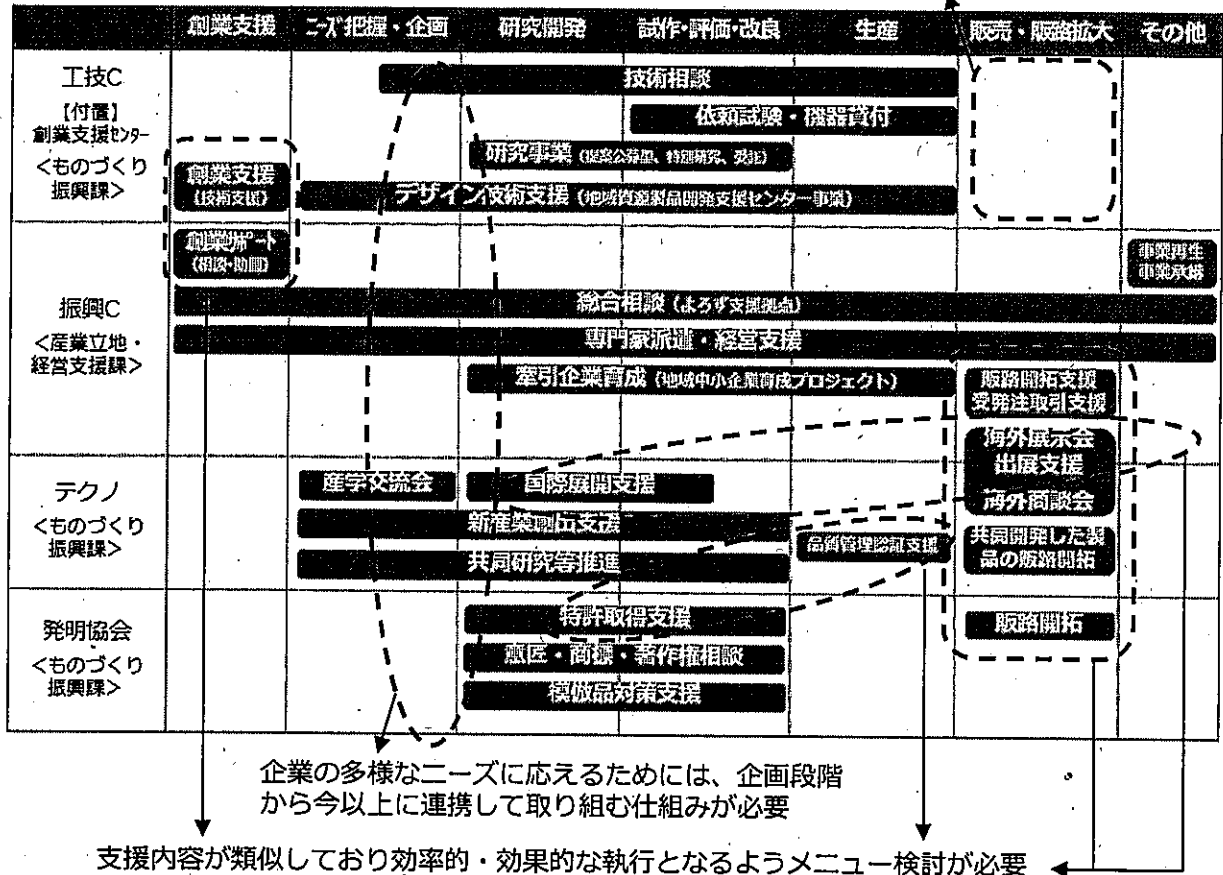 創業支援 ニーズ把握・企画 研究開発 試作・評価・改良 生産 販売・販路拡大 その他
工技C
【付置】
創業支援センター
<ものづくり
振興課>
技術相談
依頼試験・機器貸付
研究事業 (提案公募型、特別研究、受託)
創業支援
(技術支援)
デザイン技術支援 (地域資源製品開発支援センター事業)
振興C
<産業立地・
経営支援課>
創業サポート
(相談・助言)
事業再生
事業承継
総合相談 (よろず支援拠点)
専門家派遣・経営支援
牽引企業育成 (地域中小企業育成プロジェクト)
販路開拓支援
受発注取引支援
海外展示会
出展支援
海外商談会
テクノ
<ものづくり
振興課>
産学交流会 国際展開支援
新産業創出支援
共同研究等推進
品質管理認証支援
共同開発した製
品の販路開拓
発明協会
<ものづくり
振興課>
特許取得支援
意匠・商標・著作権相談
模倣品対策支援
販路開拓
企業の多様なニーズに応えるためには、企画段階
から今以上に連携して取り組む仕組みが必要
支援内容が類似しており効率的・効果的な執行となるようメニュー検討が必要